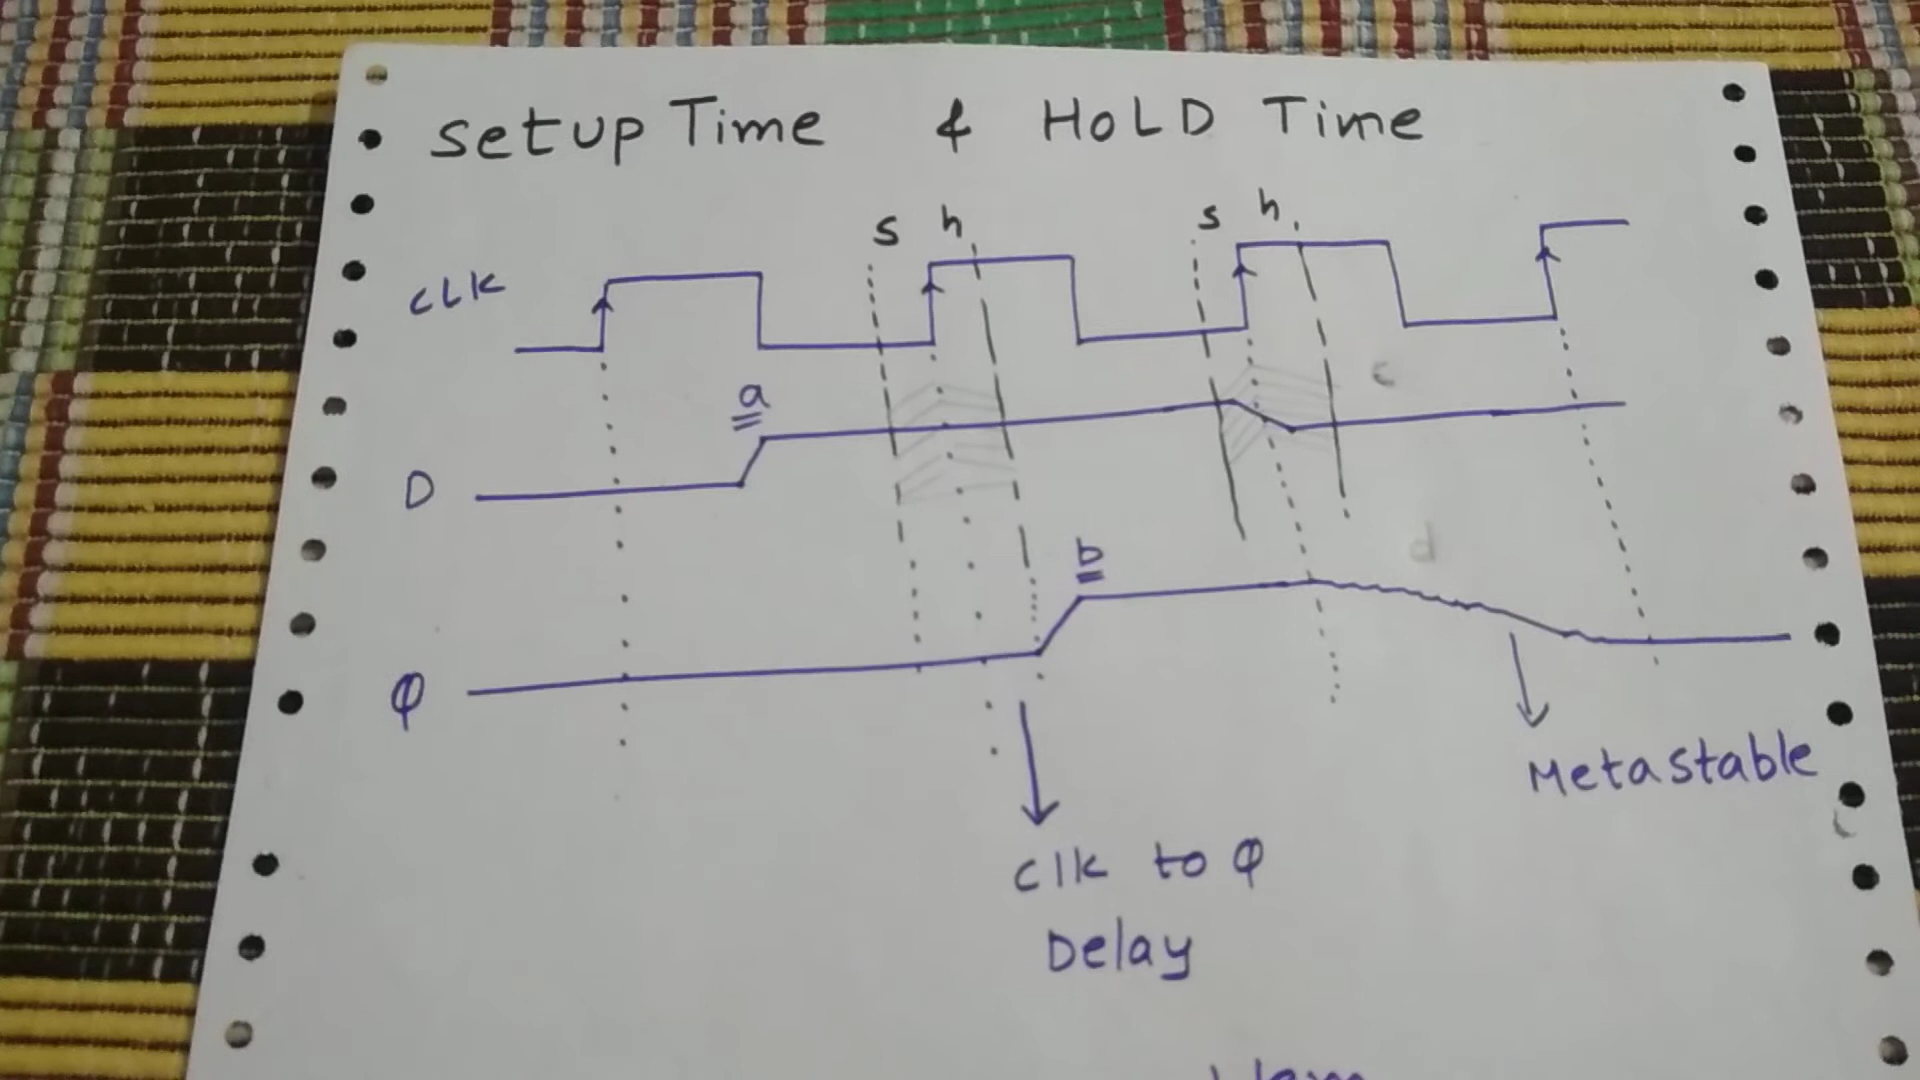 setup Time & HoLD Time
s h s h
CLK
a
c
D
b
d
Q
Metastable
Clk to Q
Delay